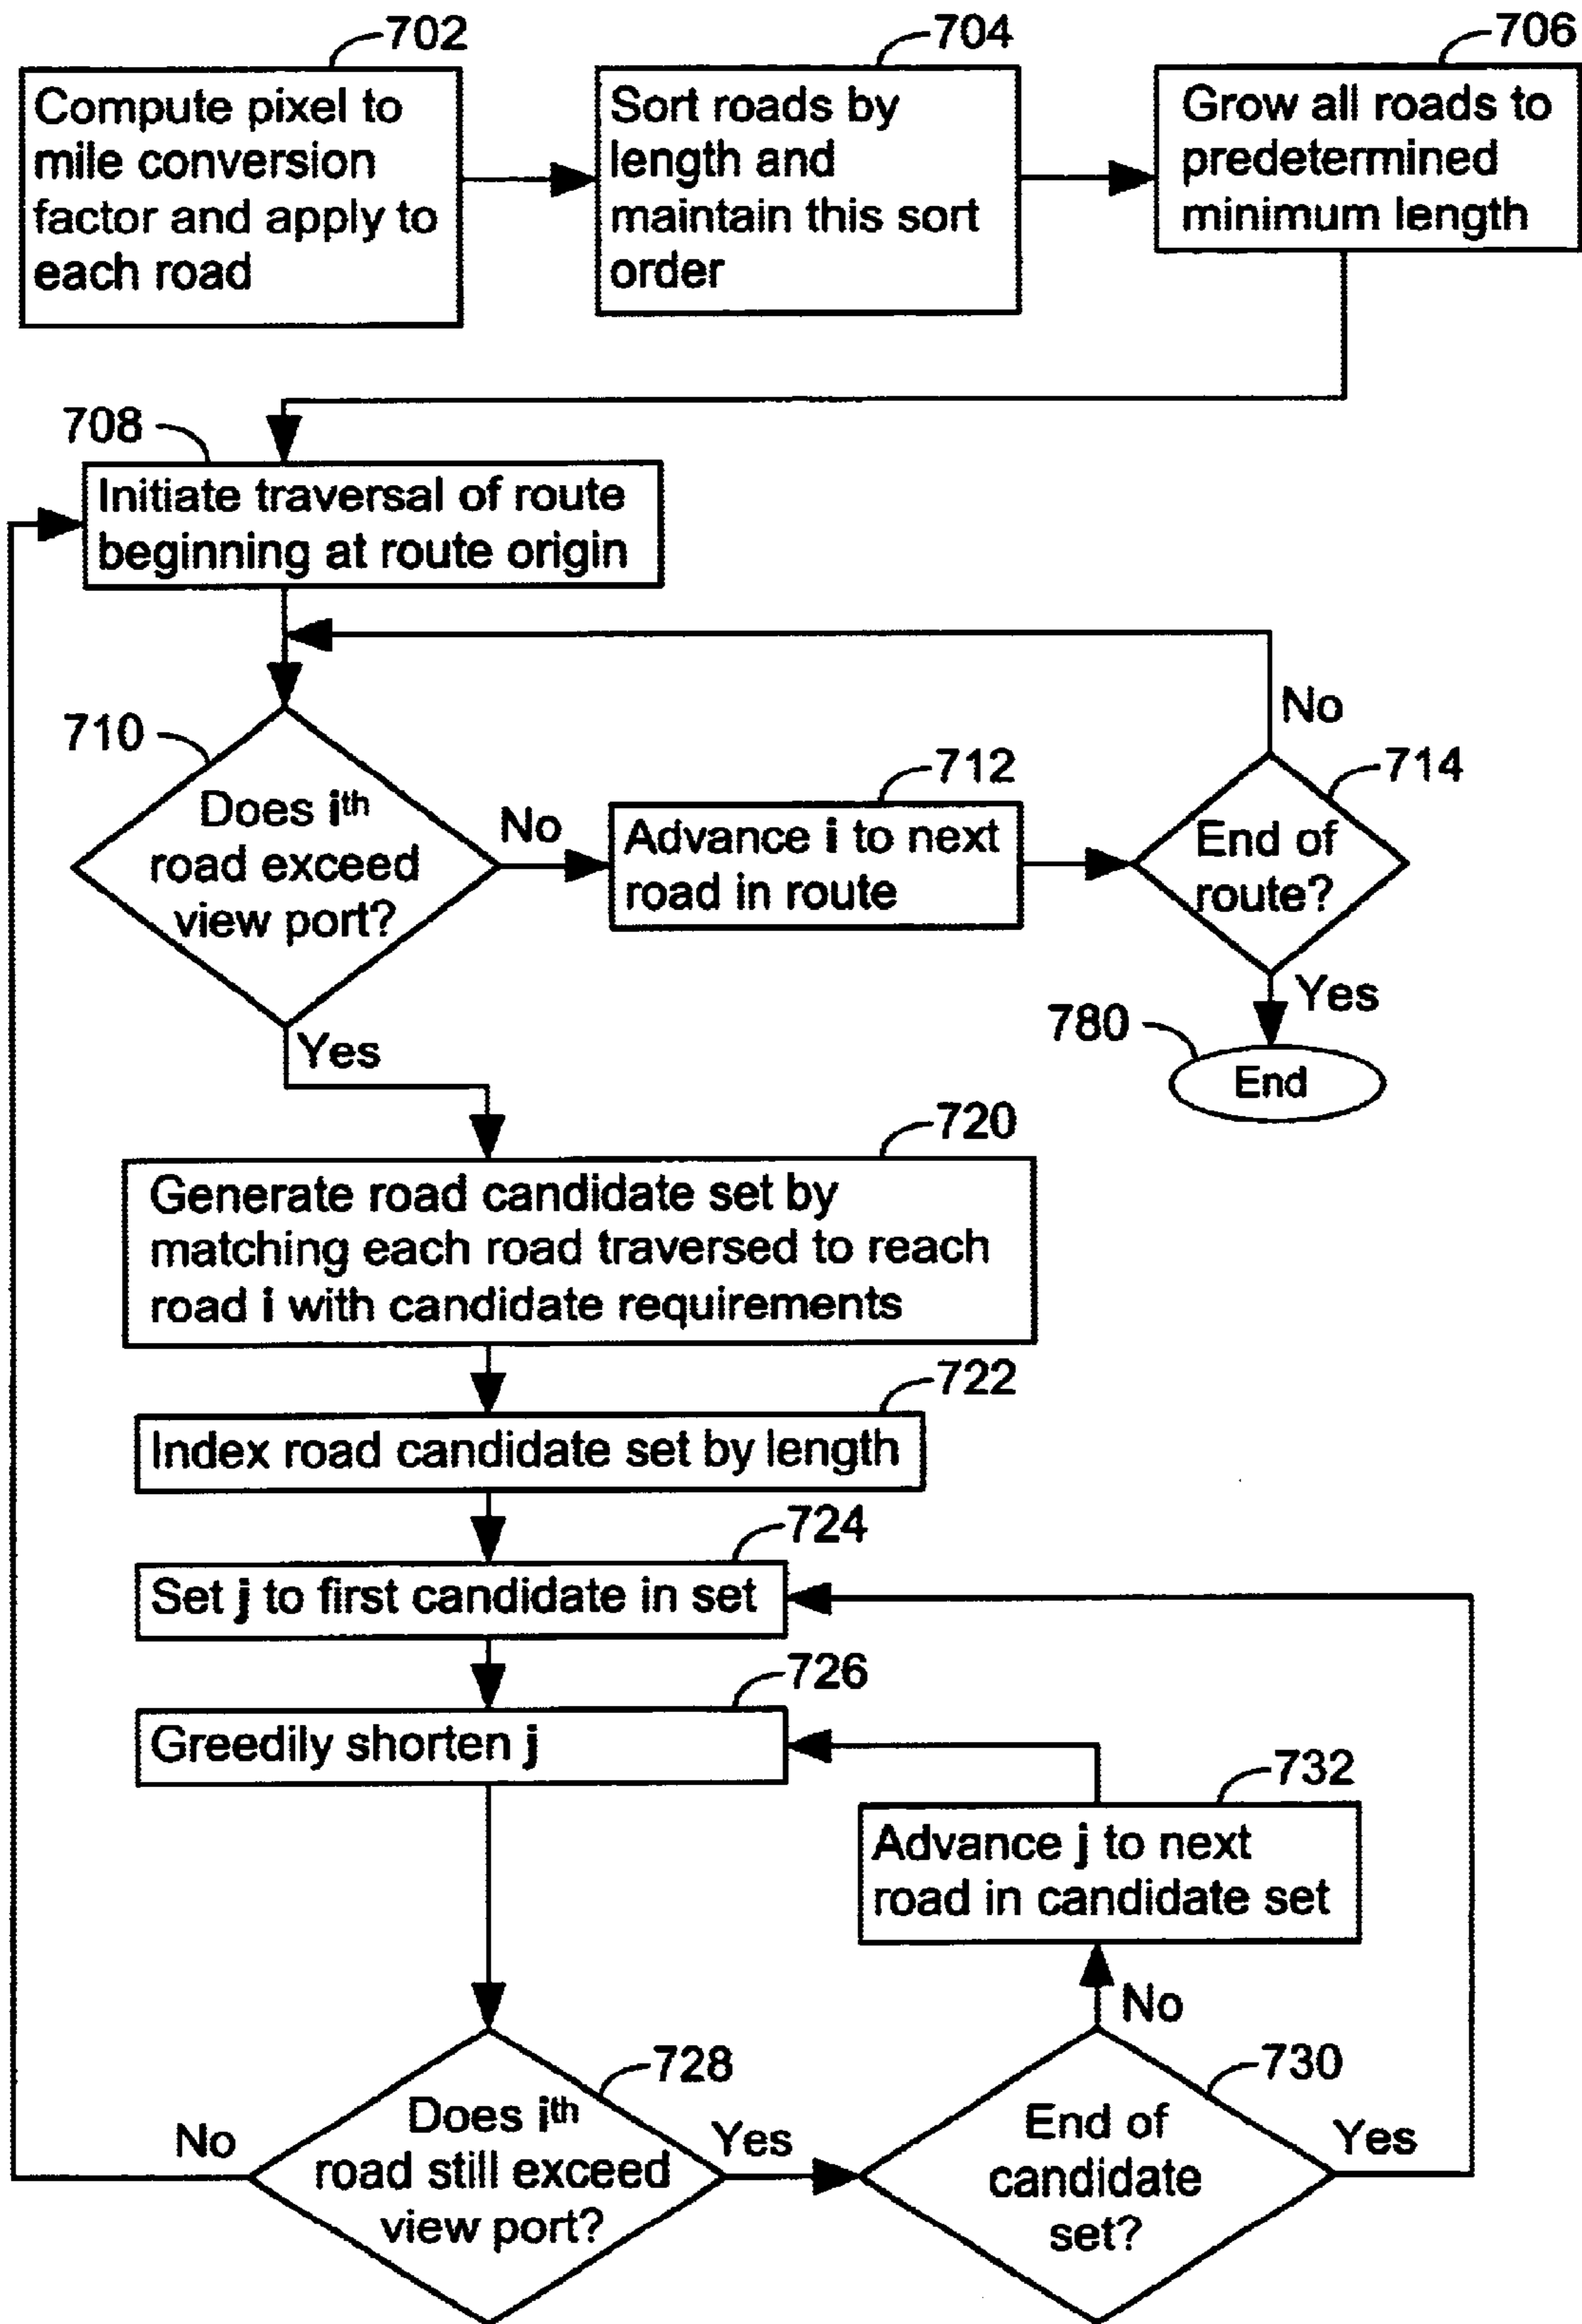 702
Compute pixel to
mile conversion
factor and apply to
each road
704
Sort roads by
length and
maintain this sort
order
706
Grow all roads to
predetermined
minimum length
708
Initiate traversal of route
beginning at route origin
710
Does ith
road exceed
view port?
No
712
Advance i to next
road in route
714
End of
route?
No
Yes
780
End
Yes
720
Generate road candidate set by
matching each road traversed to reach
road i with candidate requirements
722
Index road candidate set by length
724
Set j to first candidate in set
726
Greedily shorten j
732
Advance j to next
road in candidate set
No
728
Does ith
road still exceed
view port?
No
Yes
730
End of
candidate
set?
Yes